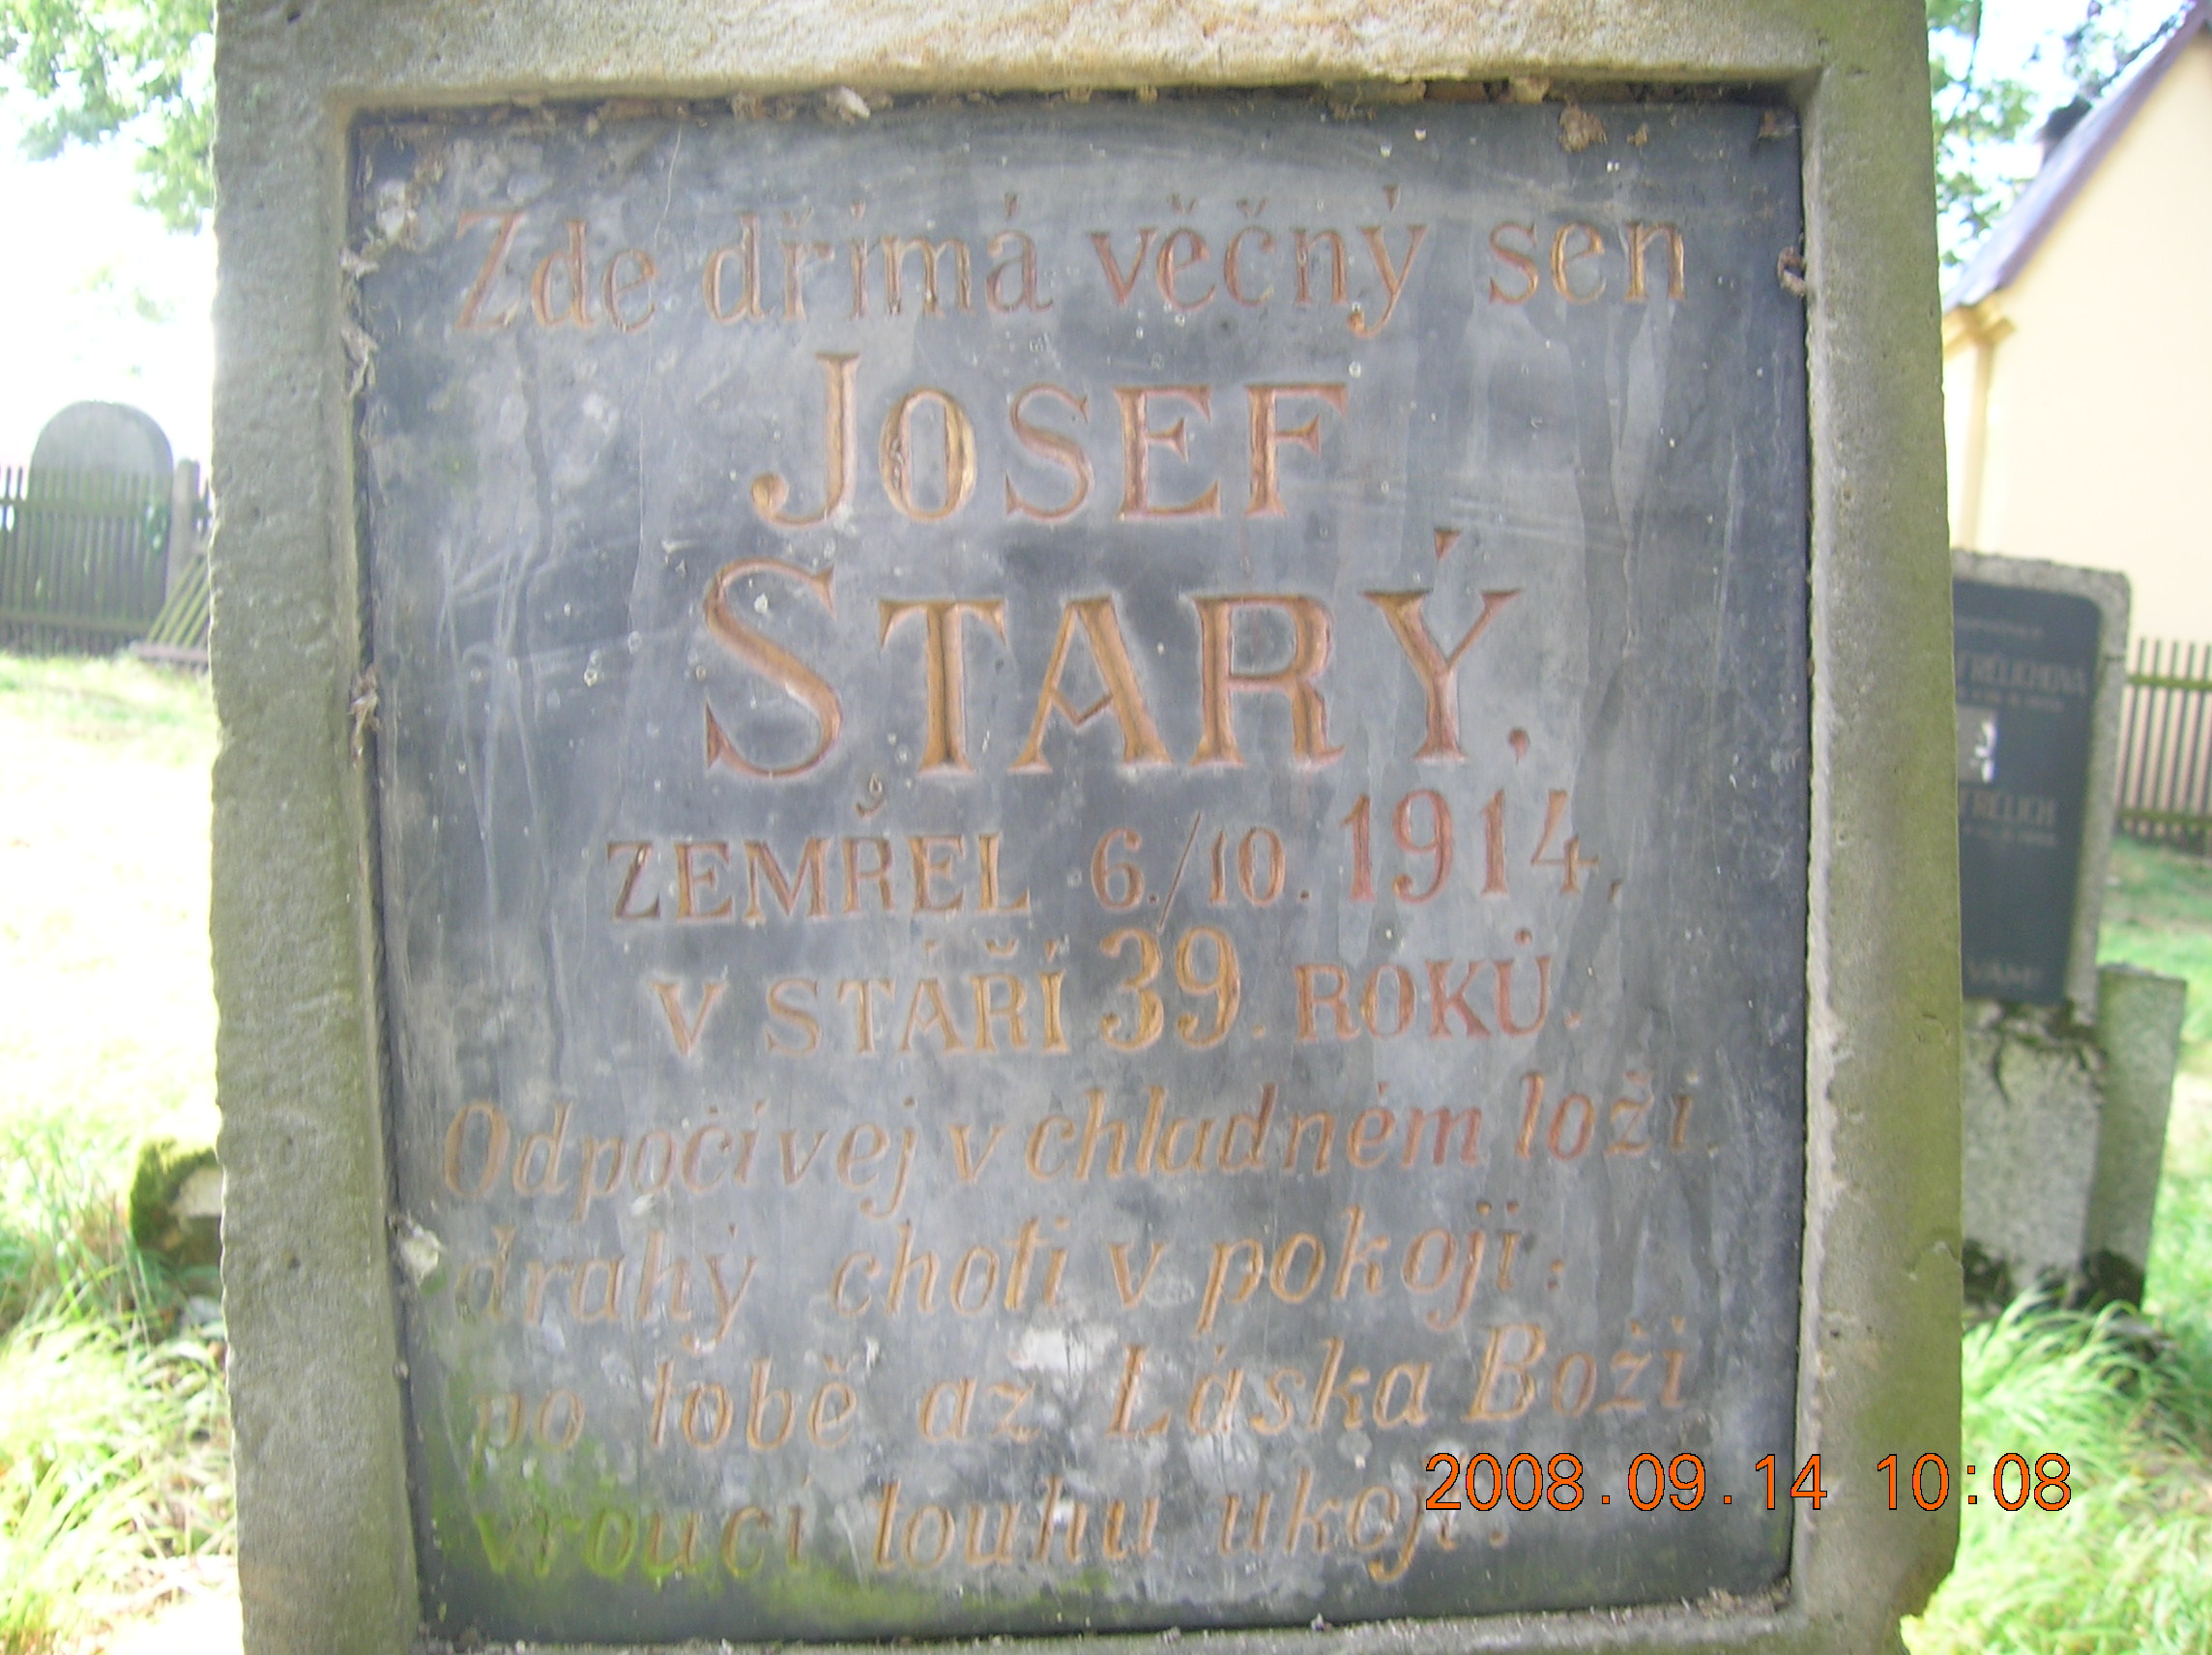 Zde dřímá věčný sen
JOSEF
STARÝ.
ZEMŘEL 6./10. 1914,
V STÁŘÍ 39. ROKŮ.
Odpočívej v chladném loži.
drahý choti v pokoji:
po tobě až Láska Boži
vroucí touhu ukojí.
2008.09.14 10:08